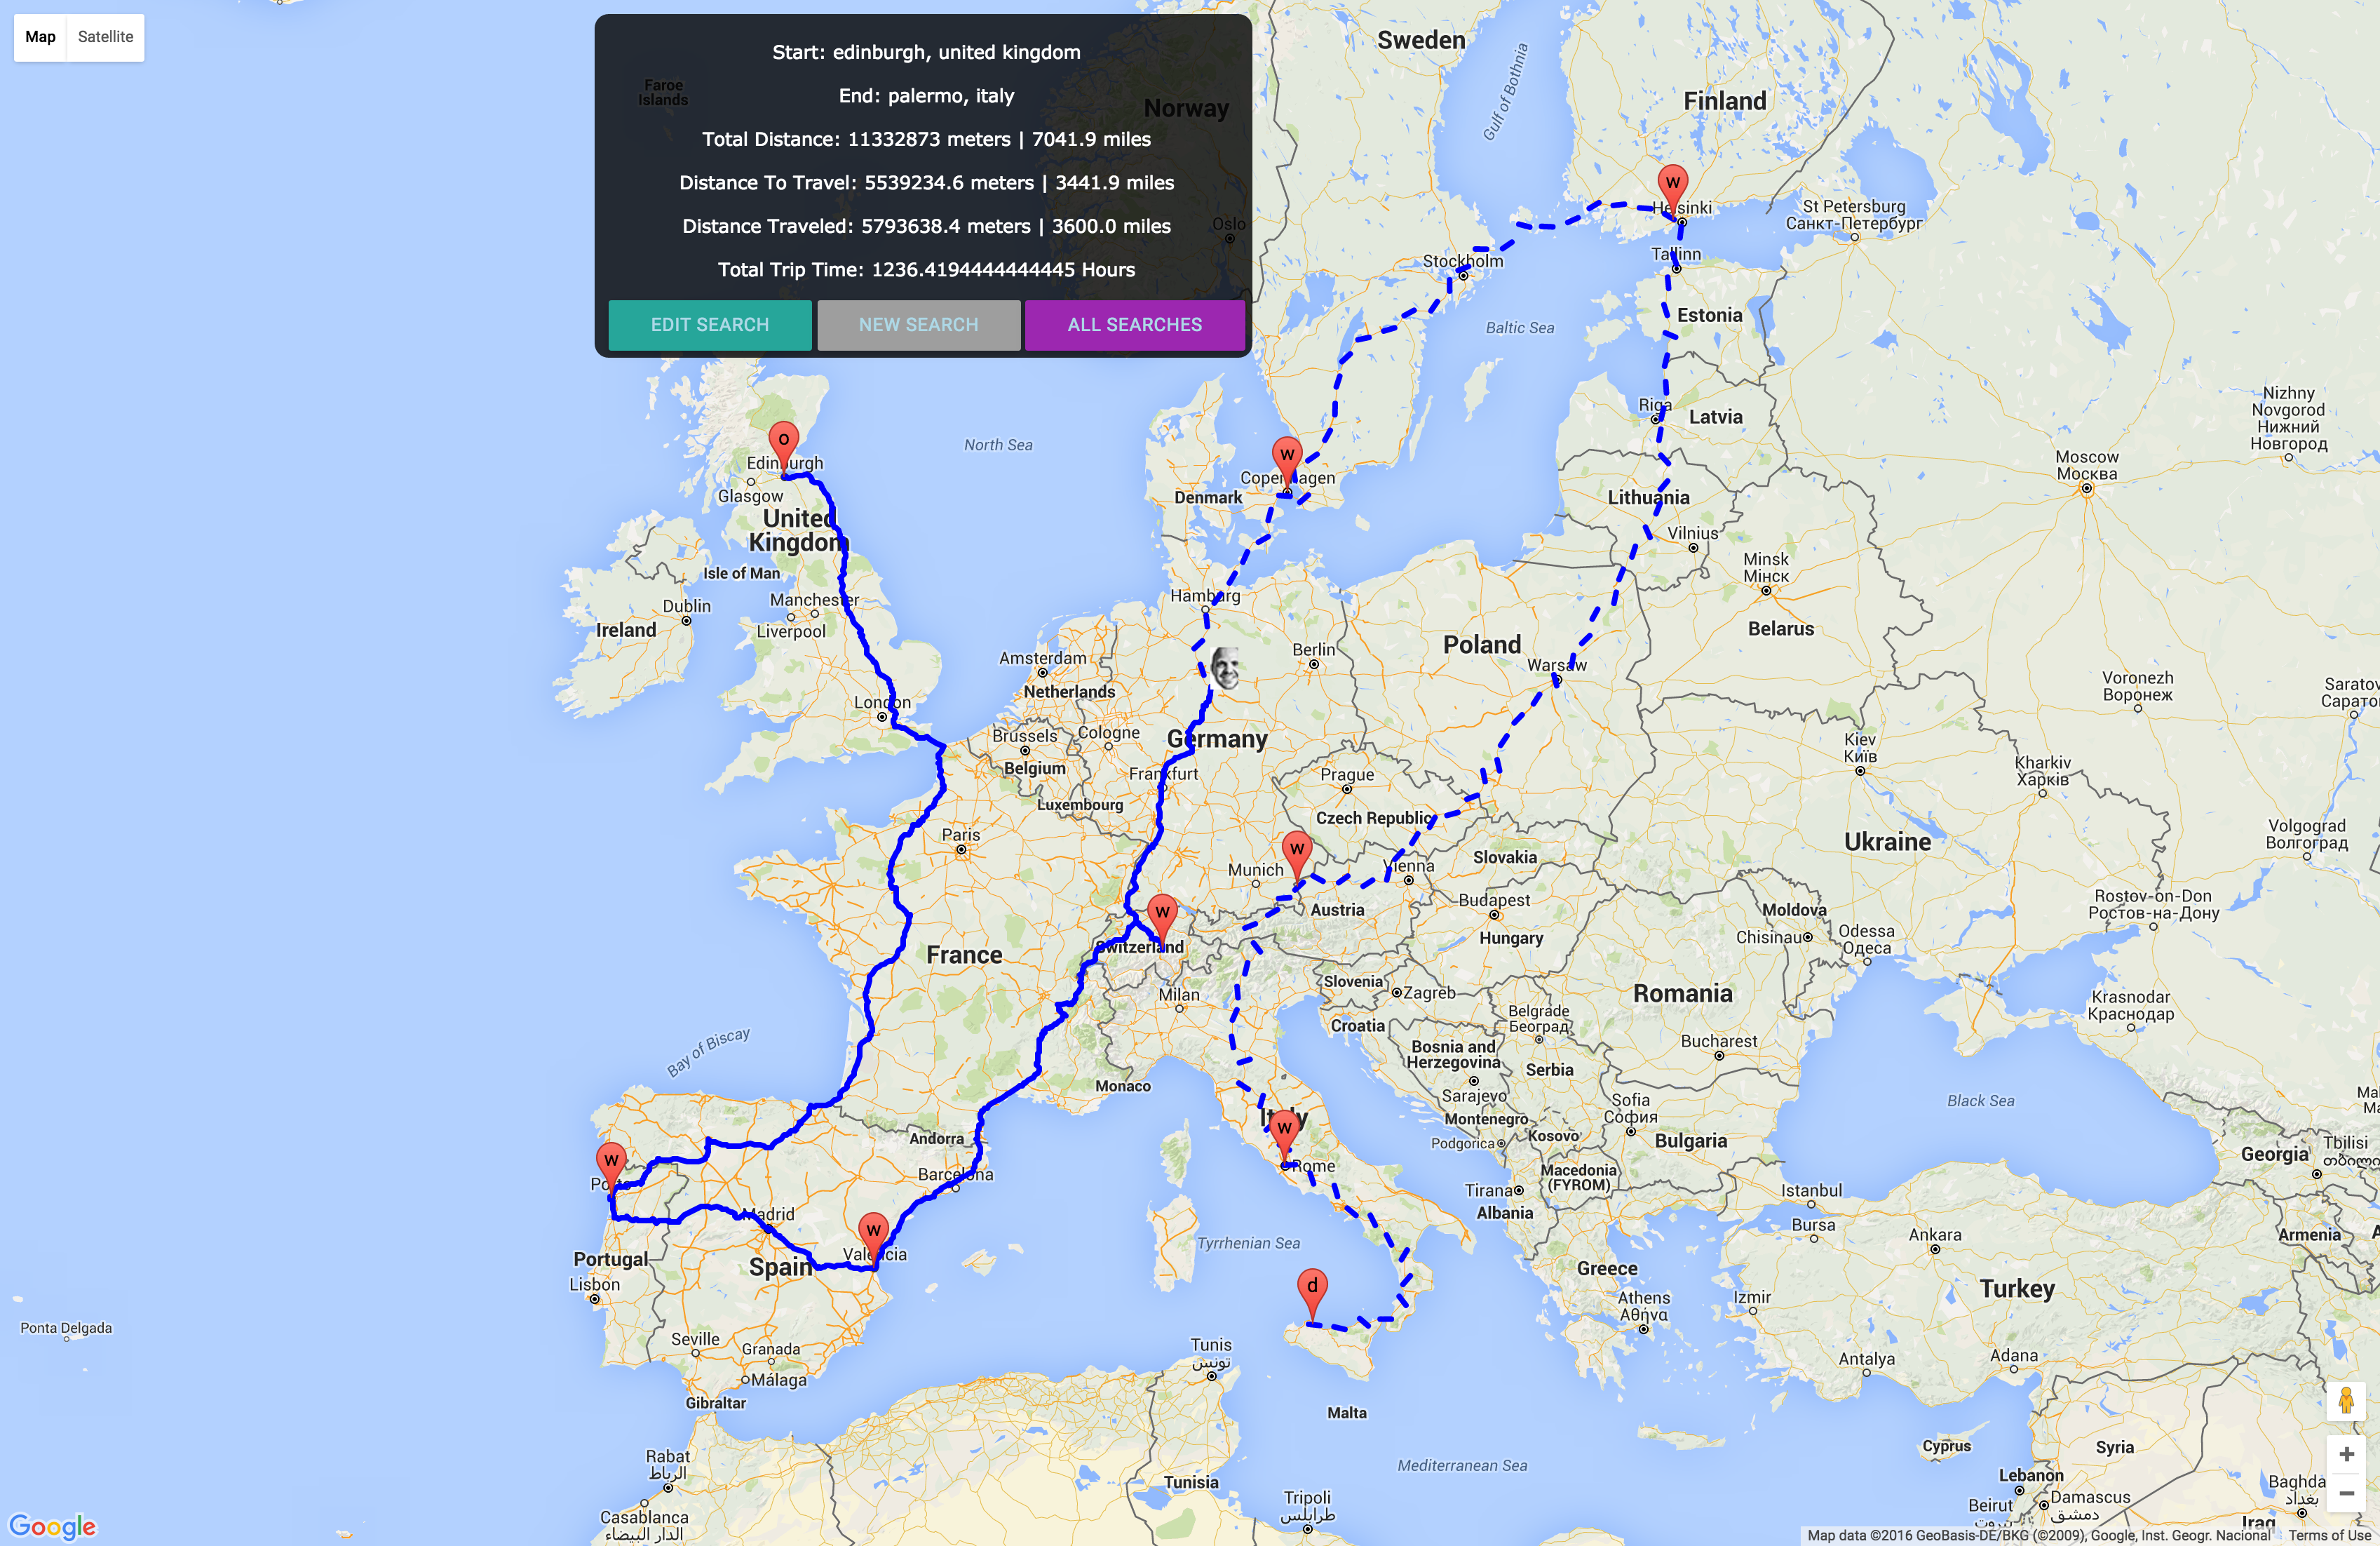 Map Satellite
Start: edinburgh, united kingdom
End: palermo, italy
Total Distance: 11332873 meters | 7041.9 miles
Distance To Travel: 5539234.6 meters | 3441.9 miles
Distance Traveled: 5793638.4 meters | 3600.0 miles
Total Trip Time: 1236.4194444444445 Hours
EDIT SEARCH NEW SEARCH ALL SEARCHES
Faroe
Islands
Norway
Oslo
Sweden
Gulf of Bothnia
Finland
w
Helsinki
St Petersburg
Санкт-Петербург
Tallinn
Stockholm
Estonia
Baltic Sea
Riga
Latvia
Nizhny
Novgorod
Нижний
Новгород
Moscow
Москва
North Sea
o
Edinburgh
Glasgow
United
Kingdom
Isle of Man
Manchester
Liverpool
Dublin
Ireland
London
w
Copenhagen
Denmark
Lithuania
Vilnius
Minsk
Мінск
Belarus
Hamburg
Berlin
Poland
Warsaw
Amsterdam
Netherlands
Brussels
Cologne
Belgium
Germany
Frankfurt
Luxembourg
Prague
Czech Republic
Voronezh
Воронеж
Kiev
Київ
Kharkiv
Харків
Ukraine
Volgograd
Волгоград
Rostov-on-Don
Ростов-на-Дону
Paris
w
Munich
Vienna
Slovakia
Austria
Budapest
Hungary
Moldova
Chisinau
Odessa
Одеса
w
Switzerland
France
Milan
Slovenia
Zagreb
Croatia
Romania
Krasnodar
Краснодар
Belgrade
Београд
Bosnia and
Herzegovina
Bucharest
Serbia
Sarajevo
Bay of Biscay
Monaco
Montenegro
Podgorica
Kosovo
Sofia
София
Bulgaria
Black Sea
Georgia
Tbilisi
Italy
w
Rome
Andorra
Barcelona
Macedonia
(FYROM)
Tirana
Albania
Istanbul
Bursa
Ankara
Armenia
w
Porto
Madrid
w
Valencia
Portugal
Spain
Lisbon
Tyrrhenian Sea
Greece
Athens
Αθήνα
Izmir
Turkey
d
Ponta Delgada
Seville
Granada
Málaga
Gibraltar
Tunis
تونس
Antalya
Adana
Malta
Cyprus
Syria
Mediterranean Sea
Rabat
الرباط
Tunisia
Lebanon
Damascus
دمشق
Beirut
Casablanca
الدار البيضاء
Tripoli
طرابلس
بغداد
Iraq
Google
Map data ©2016 GeoBasis-DE/BKG (©2009), Google, Inst. Geogr. Nacional Terms of Use